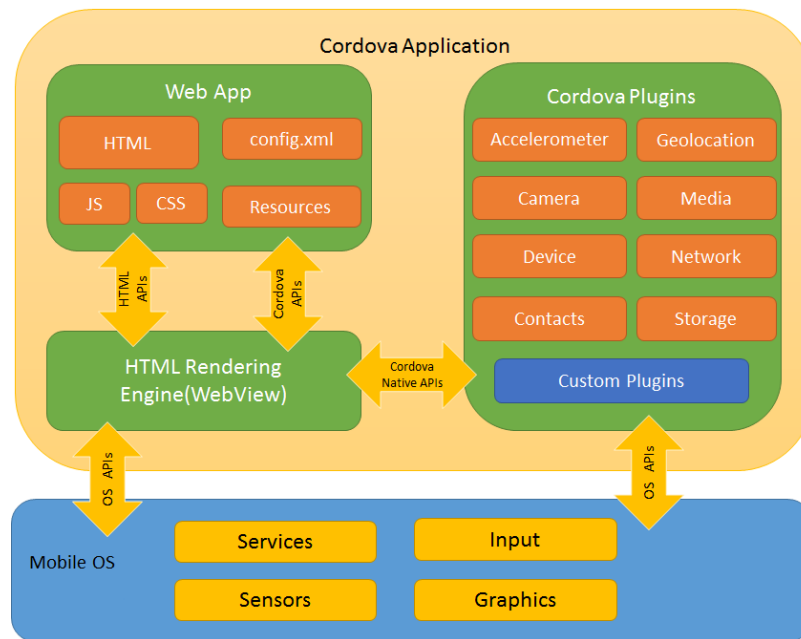 Cordova Application
Web App
HTML
config.xml
JS
CSS
Resources
HTML
APIs
Cordova
APIs
HTML Rendering
Engine(WebView)
Cordova
Native APIs
Cordova Plugins
Accelerometer
Geolocation
Camera
Media
Device
Network
Contacts
Storage
Custom Plugins
OS APIs
OS APIs
Mobile OS
Services
Input
Sensors
Graphics